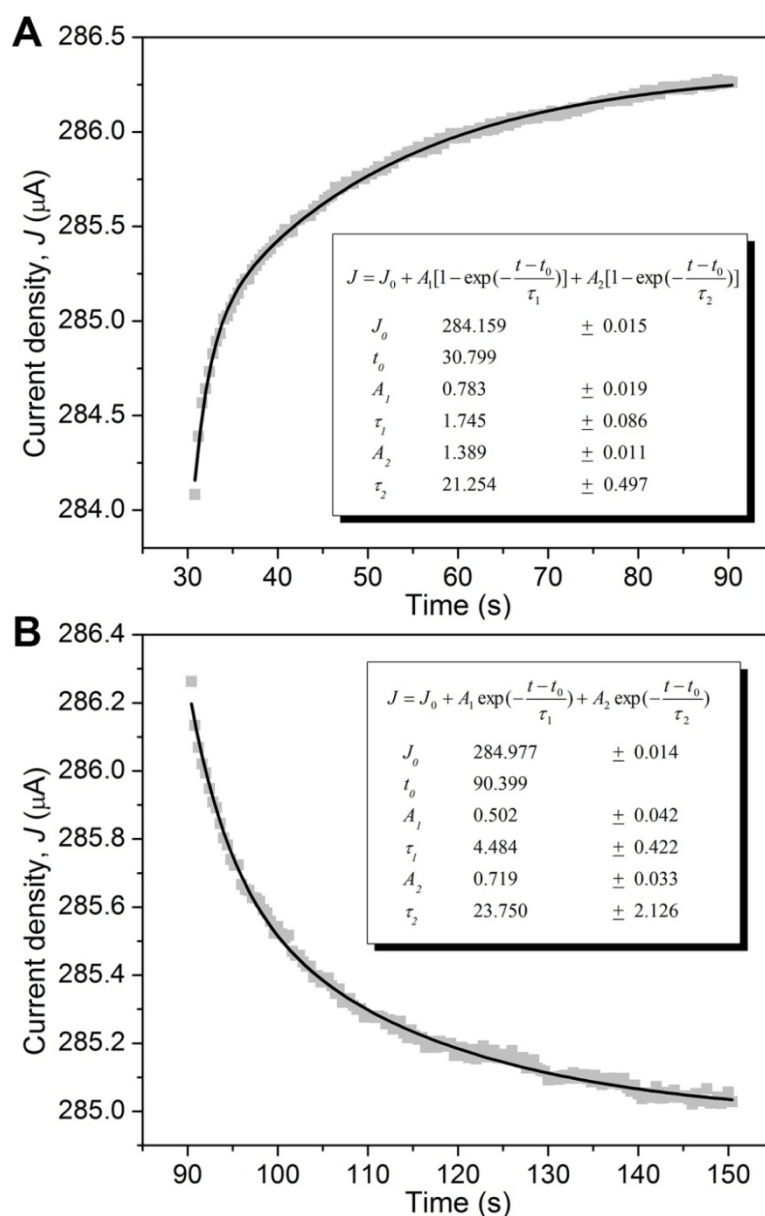 A
286.5
286.0
285.5
285.0
284.5
284.0
Current density, J (μA)
J = J₀ + A₁[1 − exp(−(t − t₀)/τ₁)] + A₂[1 − exp(−(t − t₀)/τ₂)]
J₀ 284.159 ± 0.015
t₀ 30.799
A₁ 0.783 ± 0.019
τ₁ 1.745 ± 0.086
A₂ 1.389 ± 0.011
τ₂ 21.254 ± 0.497
30 40 50 60 70 80 90
Time (s)
B
286.4
286.2
286.0
285.8
285.6
285.4
285.2
285.0
Current density, J (μA)
J = J₀ + A₁ exp(−(t − t₀)/τ₁) + A₂ exp(−(t − t₀)/τ₂)
J₀ 284.977 ± 0.014
t₀ 90.399
A₁ 0.502 ± 0.042
τ₁ 4.484 ± 0.422
A₂ 0.719 ± 0.033
τ₂ 23.750 ± 2.126
90 100 110 120 130 140 150
Time (s)